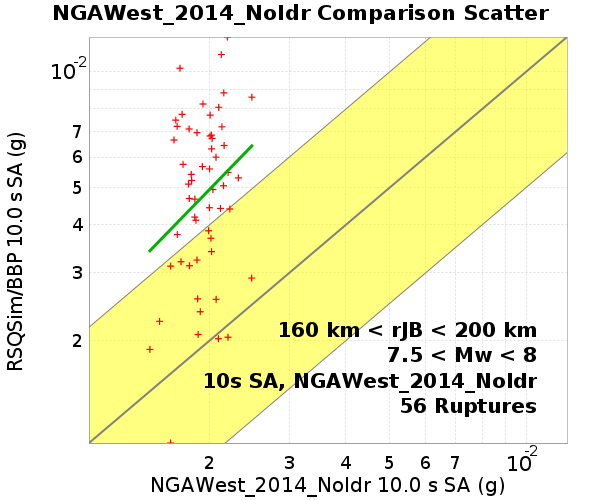 NGAWest_2014_NoIdr Comparison Scatter
10-2
7
6
5
4
3
2
RSQSim/BBP 10.0 s SA (g)
160 km < rJB < 200 km
7.5 < Mw < 8
10s SA, NGAWest_2014_NoIdr
56 Ruptures
2 3 4 5 6 7 10-2
NGAWest_2014_NoIdr 10.0 s SA (g)